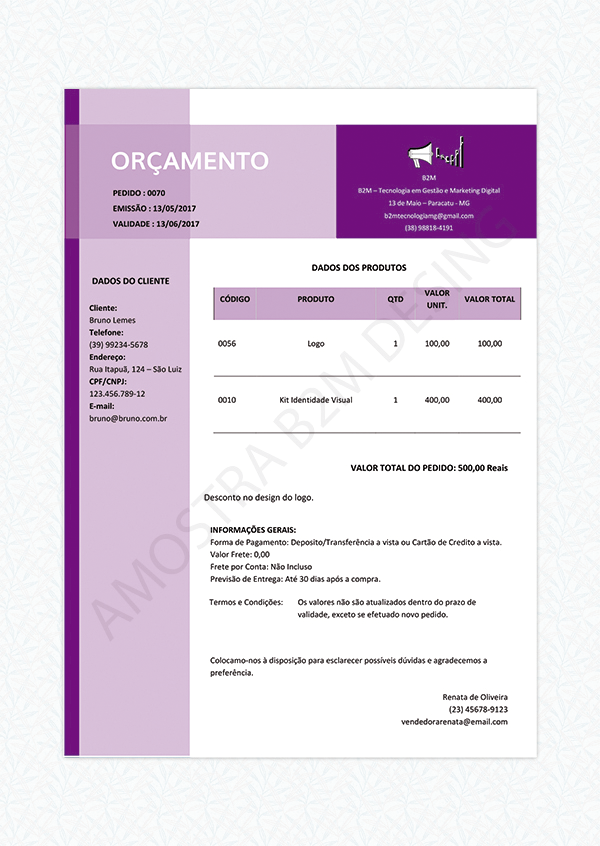 ORÇAMENTO
PEDIDO : 0070
EMISSÃO : 13/05/2017
VALIDADE : 13/06/2017
B2M
B2M – Tecnologia em Gestão e Marketing Digital
13 de Maio – Paracatu - MG
b2mtecnologiamg@gmail.com
(38) 98818-4191
DADOS DO CLIENTE
Cliente:
Bruno Lemes
Telefone:
(39) 99234-5678
Endereço:
Rua Itapuã, 124 – São Luiz
CPF/CNPJ:
123.456.789-12
E-mail:
bruno@bruno.com.br
DADOS DOS PRODUTOS
CÓDIGO PRODUTO QTD VALOR UNIT. VALOR TOTAL
0056 Logo 1 100,00 100,00
0010 Kit Identidade Visual 1 400,00 400,00
VALOR TOTAL DO PEDIDO: 500,00 Reais
Desconto no design do logo.
INFORMAÇÕES GERAIS:
Forma de Pagamento: Deposito/Transferência a vista ou Cartão de Credito a vista.
Valor Frete: 0,00
Frete por Conta: Não Incluso
Previsão de Entrega: Até 30 dias após a compra.
Termos e Condições: Os valores não são atualizados dentro do prazo de
validade, exceto se efetuado novo pedido.
Colocamo-nos à disposição para esclarecer possíveis dúvidas e agradecemos a
preferência.
Renata de Oliveira
(23) 45678-9123
vendedorarenata@email.com
AMOSTRA B2M DESING